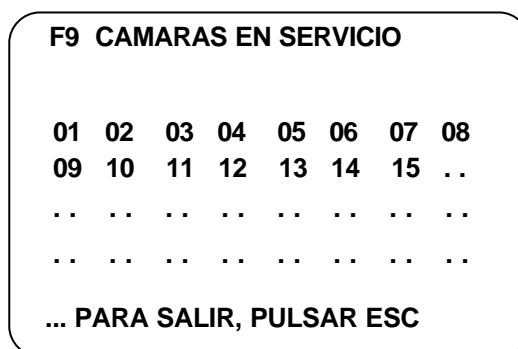 F9 CAMARAS EN SERVICIO
01 02 03 04 05 06 07 08
09 10 11 12 13 14 15 . .
. . . . . . . . . . . . . . . .
. . . . . . . . . . . . . . . .
... PARA SALIR, PULSAR ESC